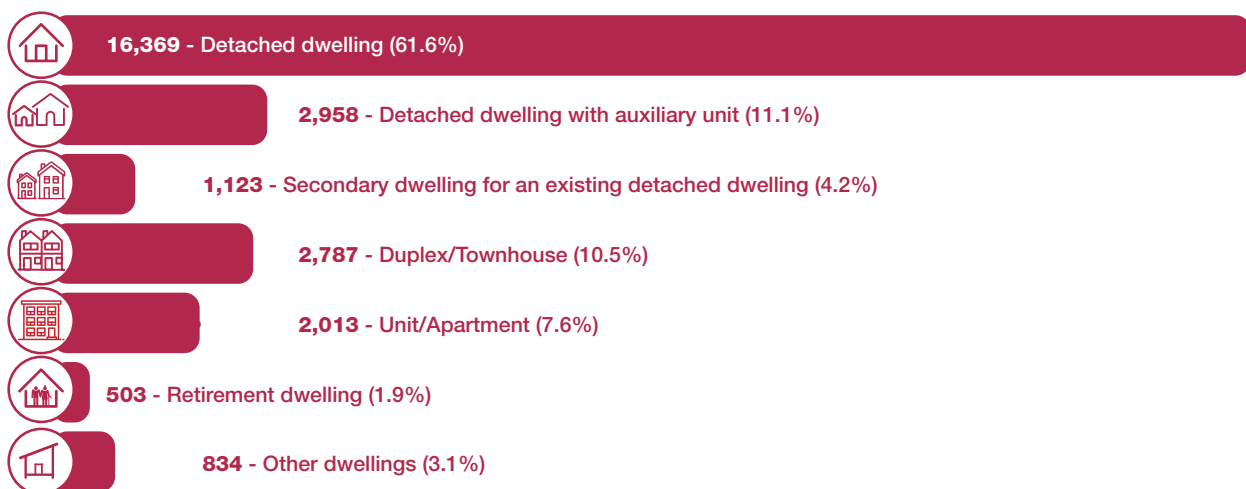 16,369 - Detached dwelling (61.6%)
2,958 - Detached dwelling with auxiliary unit (11.1%)
1,123 - Secondary dwelling for an existing detached dwelling (4.2%)
2,787 - Duplex/Townhouse (10.5%)
2,013 - Unit/Apartment (7.6%)
503 - Retirement dwelling (1.9%)
834 - Other dwellings (3.1%)